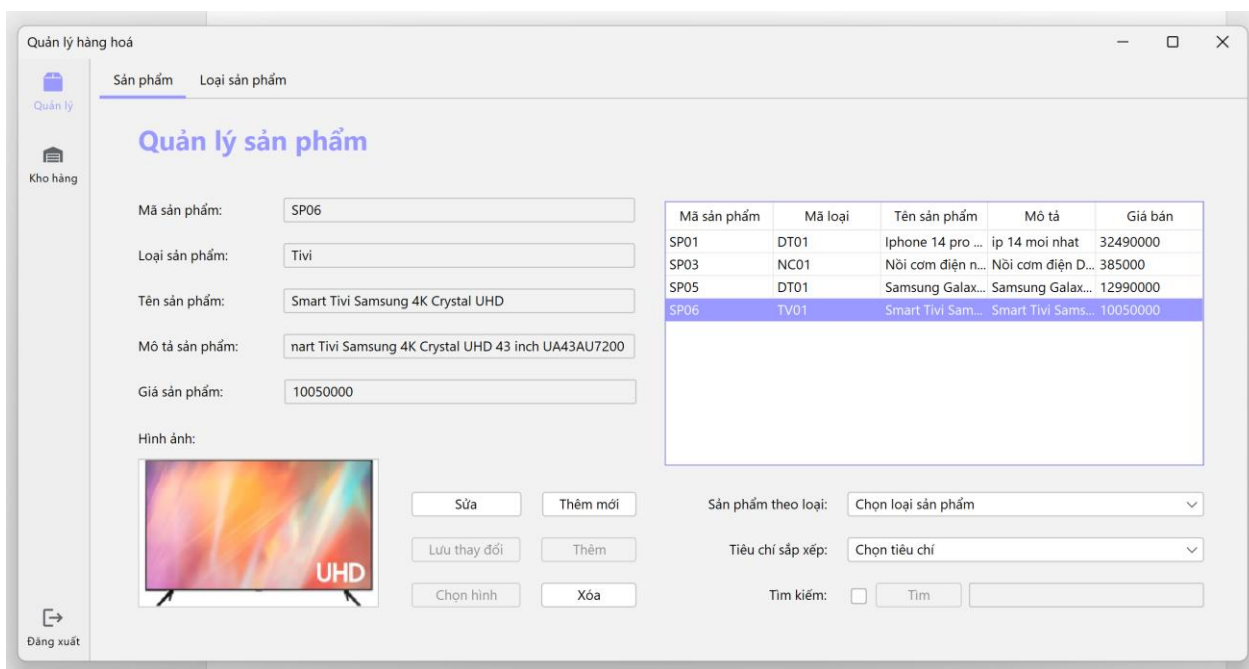 Quản lý hàng hoá
Sản phẩm Loại sản phẩm
Quản lý
Kho hàng
Đăng xuất
Quản lý sản phẩm
Mã sản phẩm: SP06
Loại sản phẩm: Tivi
Tên sản phẩm: Smart Tivi Samsung 4K Crystal UHD
Mô tả sản phẩm: nart Tivi Samsung 4K Crystal UHD 43 inch UA43AU7200
Giá sản phẩm: 10050000
Hình ảnh:
UHD
Sửa Thêm mới
Lưu thay đổi Thêm
Chọn hình Xóa
Mã sản phẩm Mã loại Tên sản phẩm Mô tả Giá bán
SP01 DT01 Iphone 14 pro ... ip 14 moi nhat 32490000
SP03 NC01 Nồi cơm điện n... Nồi cơm điện D... 385000
SP05 DT01 Samsung Galax... Samsung Galax... 12990000
SP06 TV01 Smart Tivi Sam... Smart Tivi Sams... 10050000
Sản phẩm theo loại: Chọn loại sản phẩm
Tiêu chí sắp xếp: Chọn tiêu chí
Tìm kiếm: Tìm